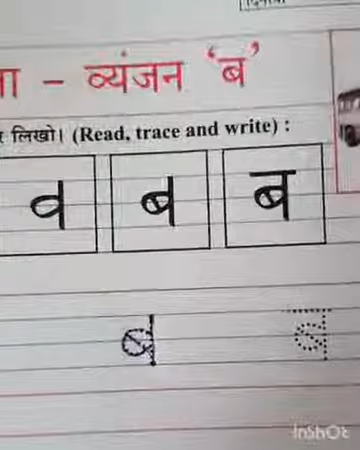 – व्यंजन ‘ब’
लिखो। (Read, trace and write) :
व ब ब
ब ब
InShOt